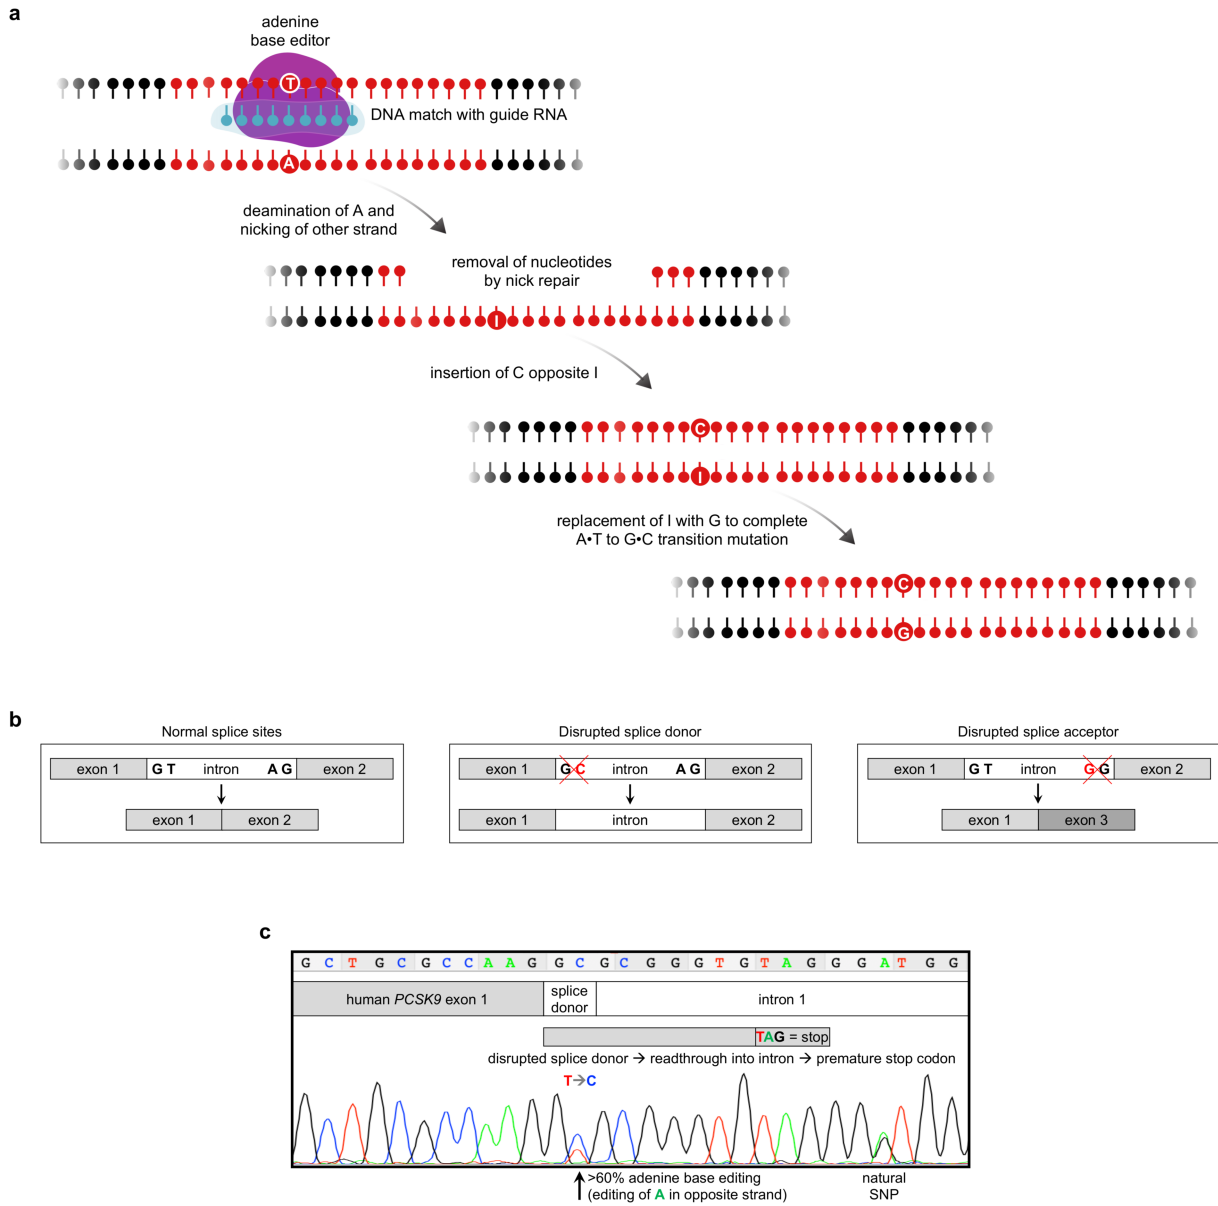 a
adenine
base editor
T
DNA match with guide RNA
A
deamination of A and
nicking of other strand
removal of nucleotides
by nick repair
I
insertion of C opposite I
C
I
replacement of I with G to complete
A•T to G•C transition mutation
C
G
b
Normal splice sites
exon 1 G T intron A G exon 2
exon 1 exon 2
Disrupted splice donor
exon 1 G C intron A G exon 2
exon 1 intron exon 2
Disrupted splice acceptor
exon 1 G T intron G G exon 2
exon 1 exon 3
c
G C T G C G C C A A G G C G C G G G T G T A G G G A T G G
human PCSK9 exon 1
splice
donor
intron 1
TAG = stop
disrupted splice donor → readthrough into intron → premature stop codon
T→C
>60% adenine base editing
(editing of A in opposite strand)
natural
SNP